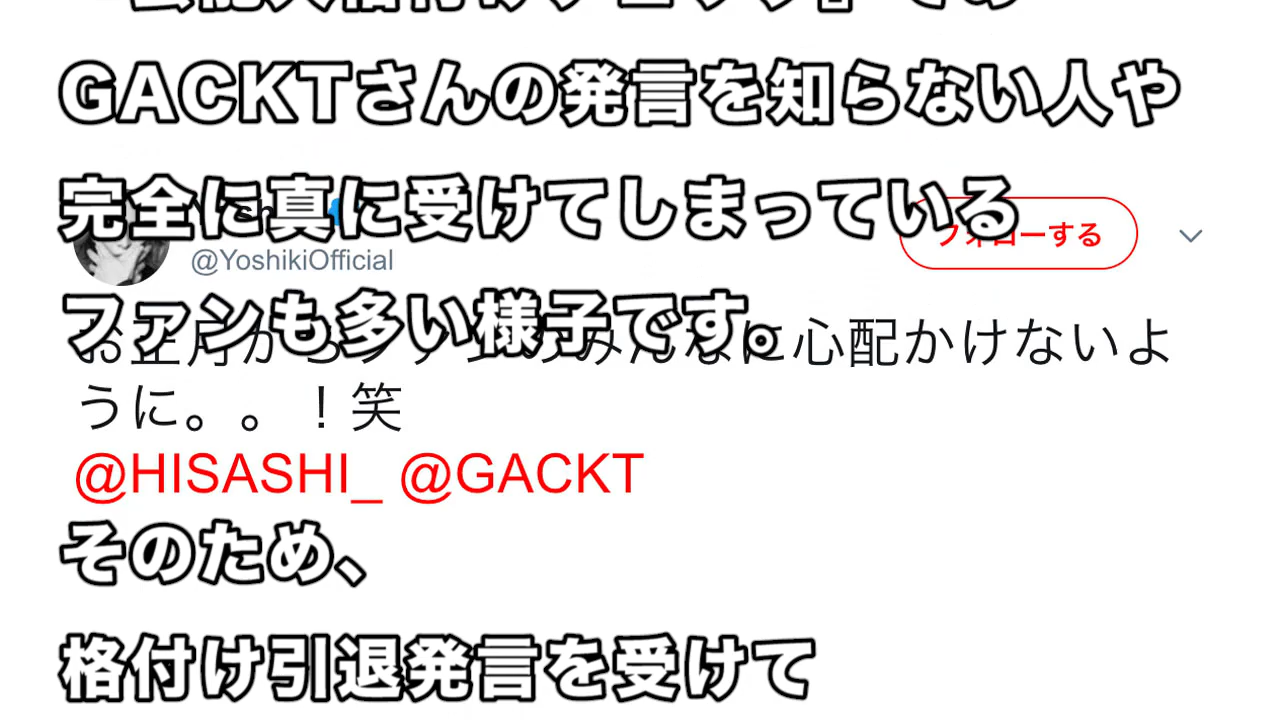 GACKTさんの発言を知らない人や
完全に真に受けてしまっている
フォローする
@YoshikiOfficial
ファンも多い様子です。
に心配かけないよ
うに。。！笑
@HISASHI_ @GACKT
そのため、
格付け引退発言を受けて